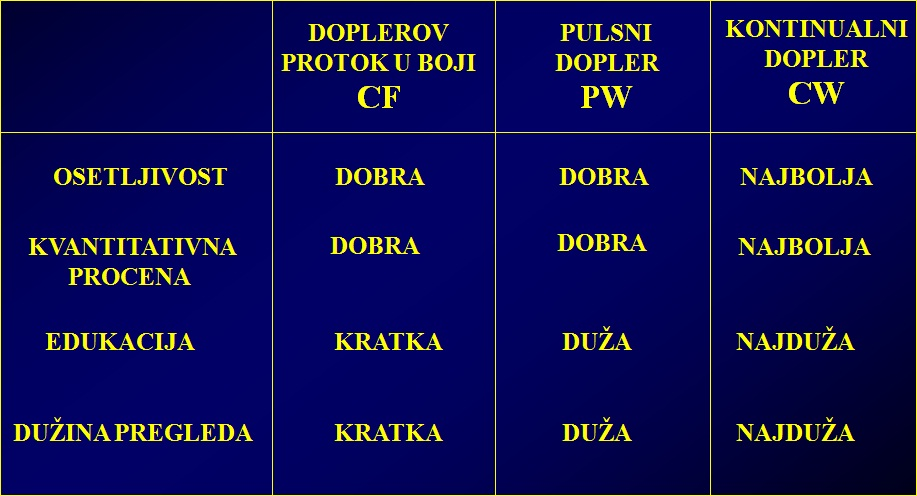 DOPLEROV
PROTOK U BOJI
CF
PULSNI
DOPLER
PW
KONTINUALNI
DOPLER
CW
OSETLJIVOST DOBRA DOBRA NAJBOLJA
KVANTITATIVNA
PROCENA
DOBRA DOBRA NAJBOLJA
EDUKACIJA KRATKA DUŽA NAJDUŽA
DUŽINA PREGLEDA KRATKA DUŽA NAJDUŽA